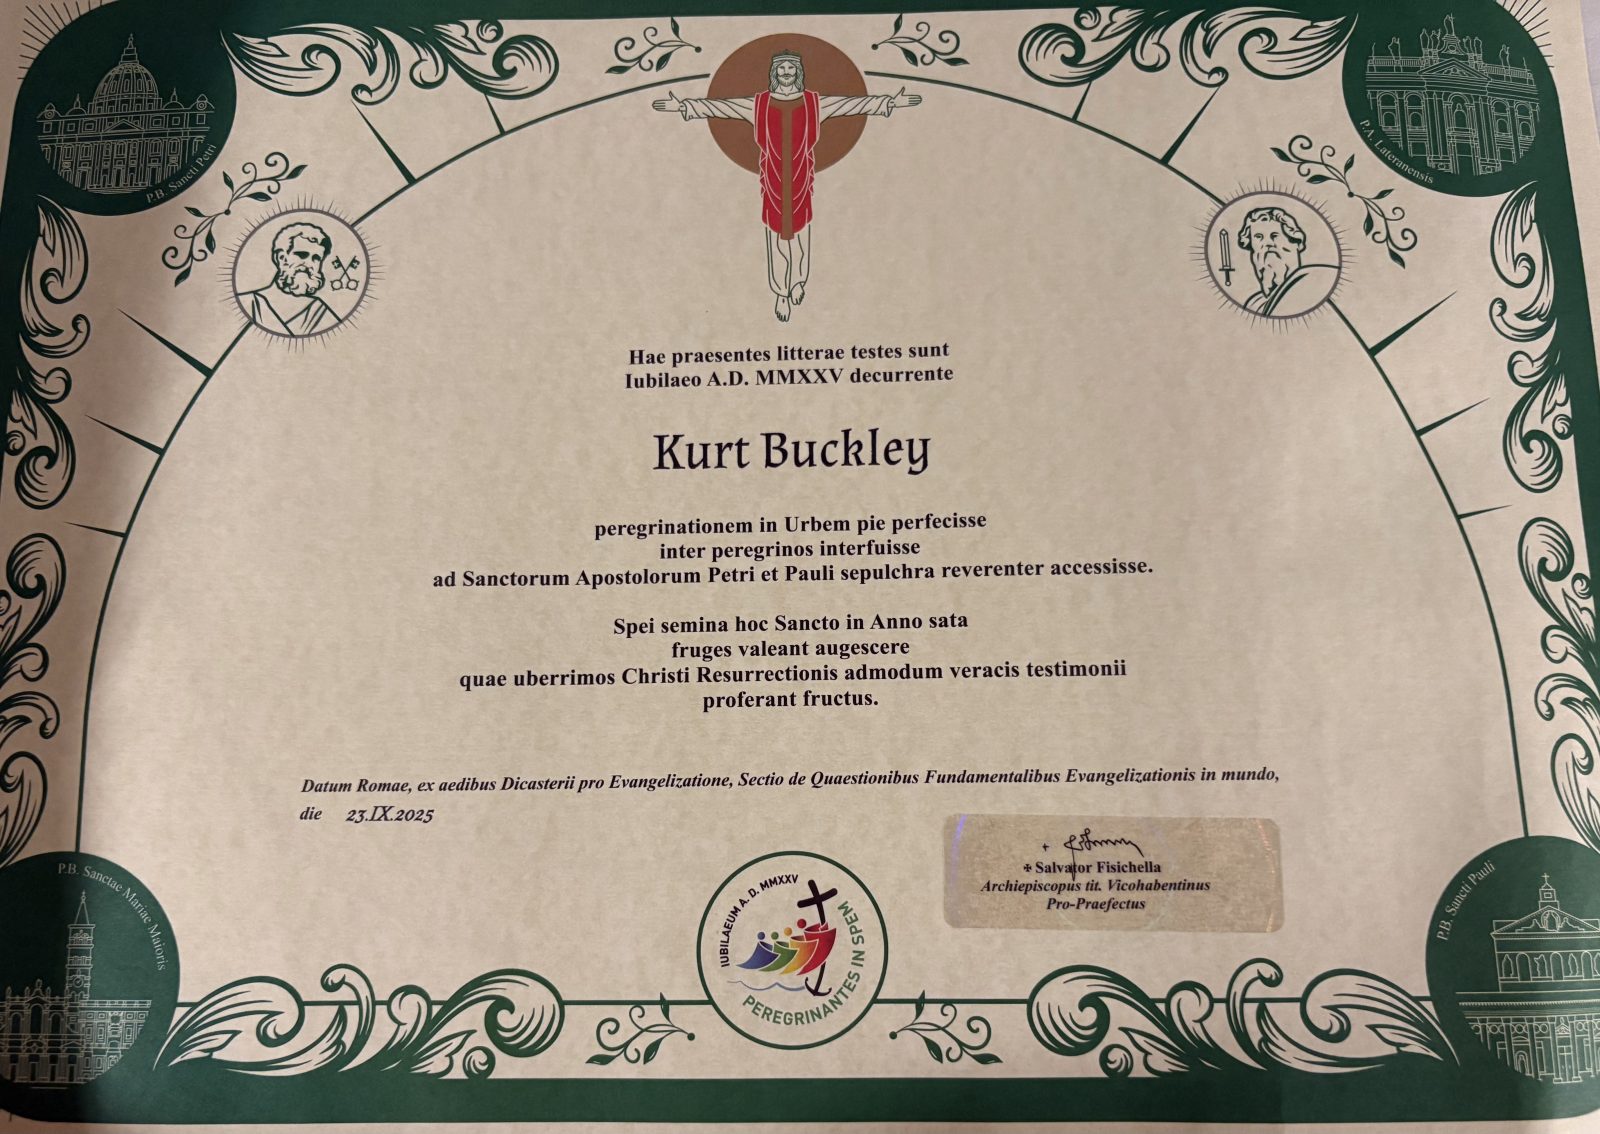 P.B. Sancti Petri
P.A. Lateranensis
Hae praesentes litterae testes sunt
Iubilaeo A.D. MMXXV decurrente
Kurt Buckley
peregrinationem in Urbem pie perfecisse
inter peregrinos interfuisse
ad Sanctorum Apostolorum Petri et Pauli sepulchra reverenter accessisse.
Spei semina hoc Sancto in Anno sata
fruges valeant augescere
quae uberrimos Christi Resurrectionis admodum veracis testimonii
proferant fructus.
Datum Romae, ex aedibus Dicasterii pro Evangelizatione, Sectio de Quaestionibus Fundamentalibus Evangelizationis in mundo,
die 23.IX.2025
✠ Salvator Fisichella
Archiepiscopus tit. Vicohabentinus
Pro-Praefectus
P.B. Sanctae Mariae Maioris
IUBILAEUM A. D. MMXXV
PEREGRINANTES IN SPEM
P.B. Sancti Pauli